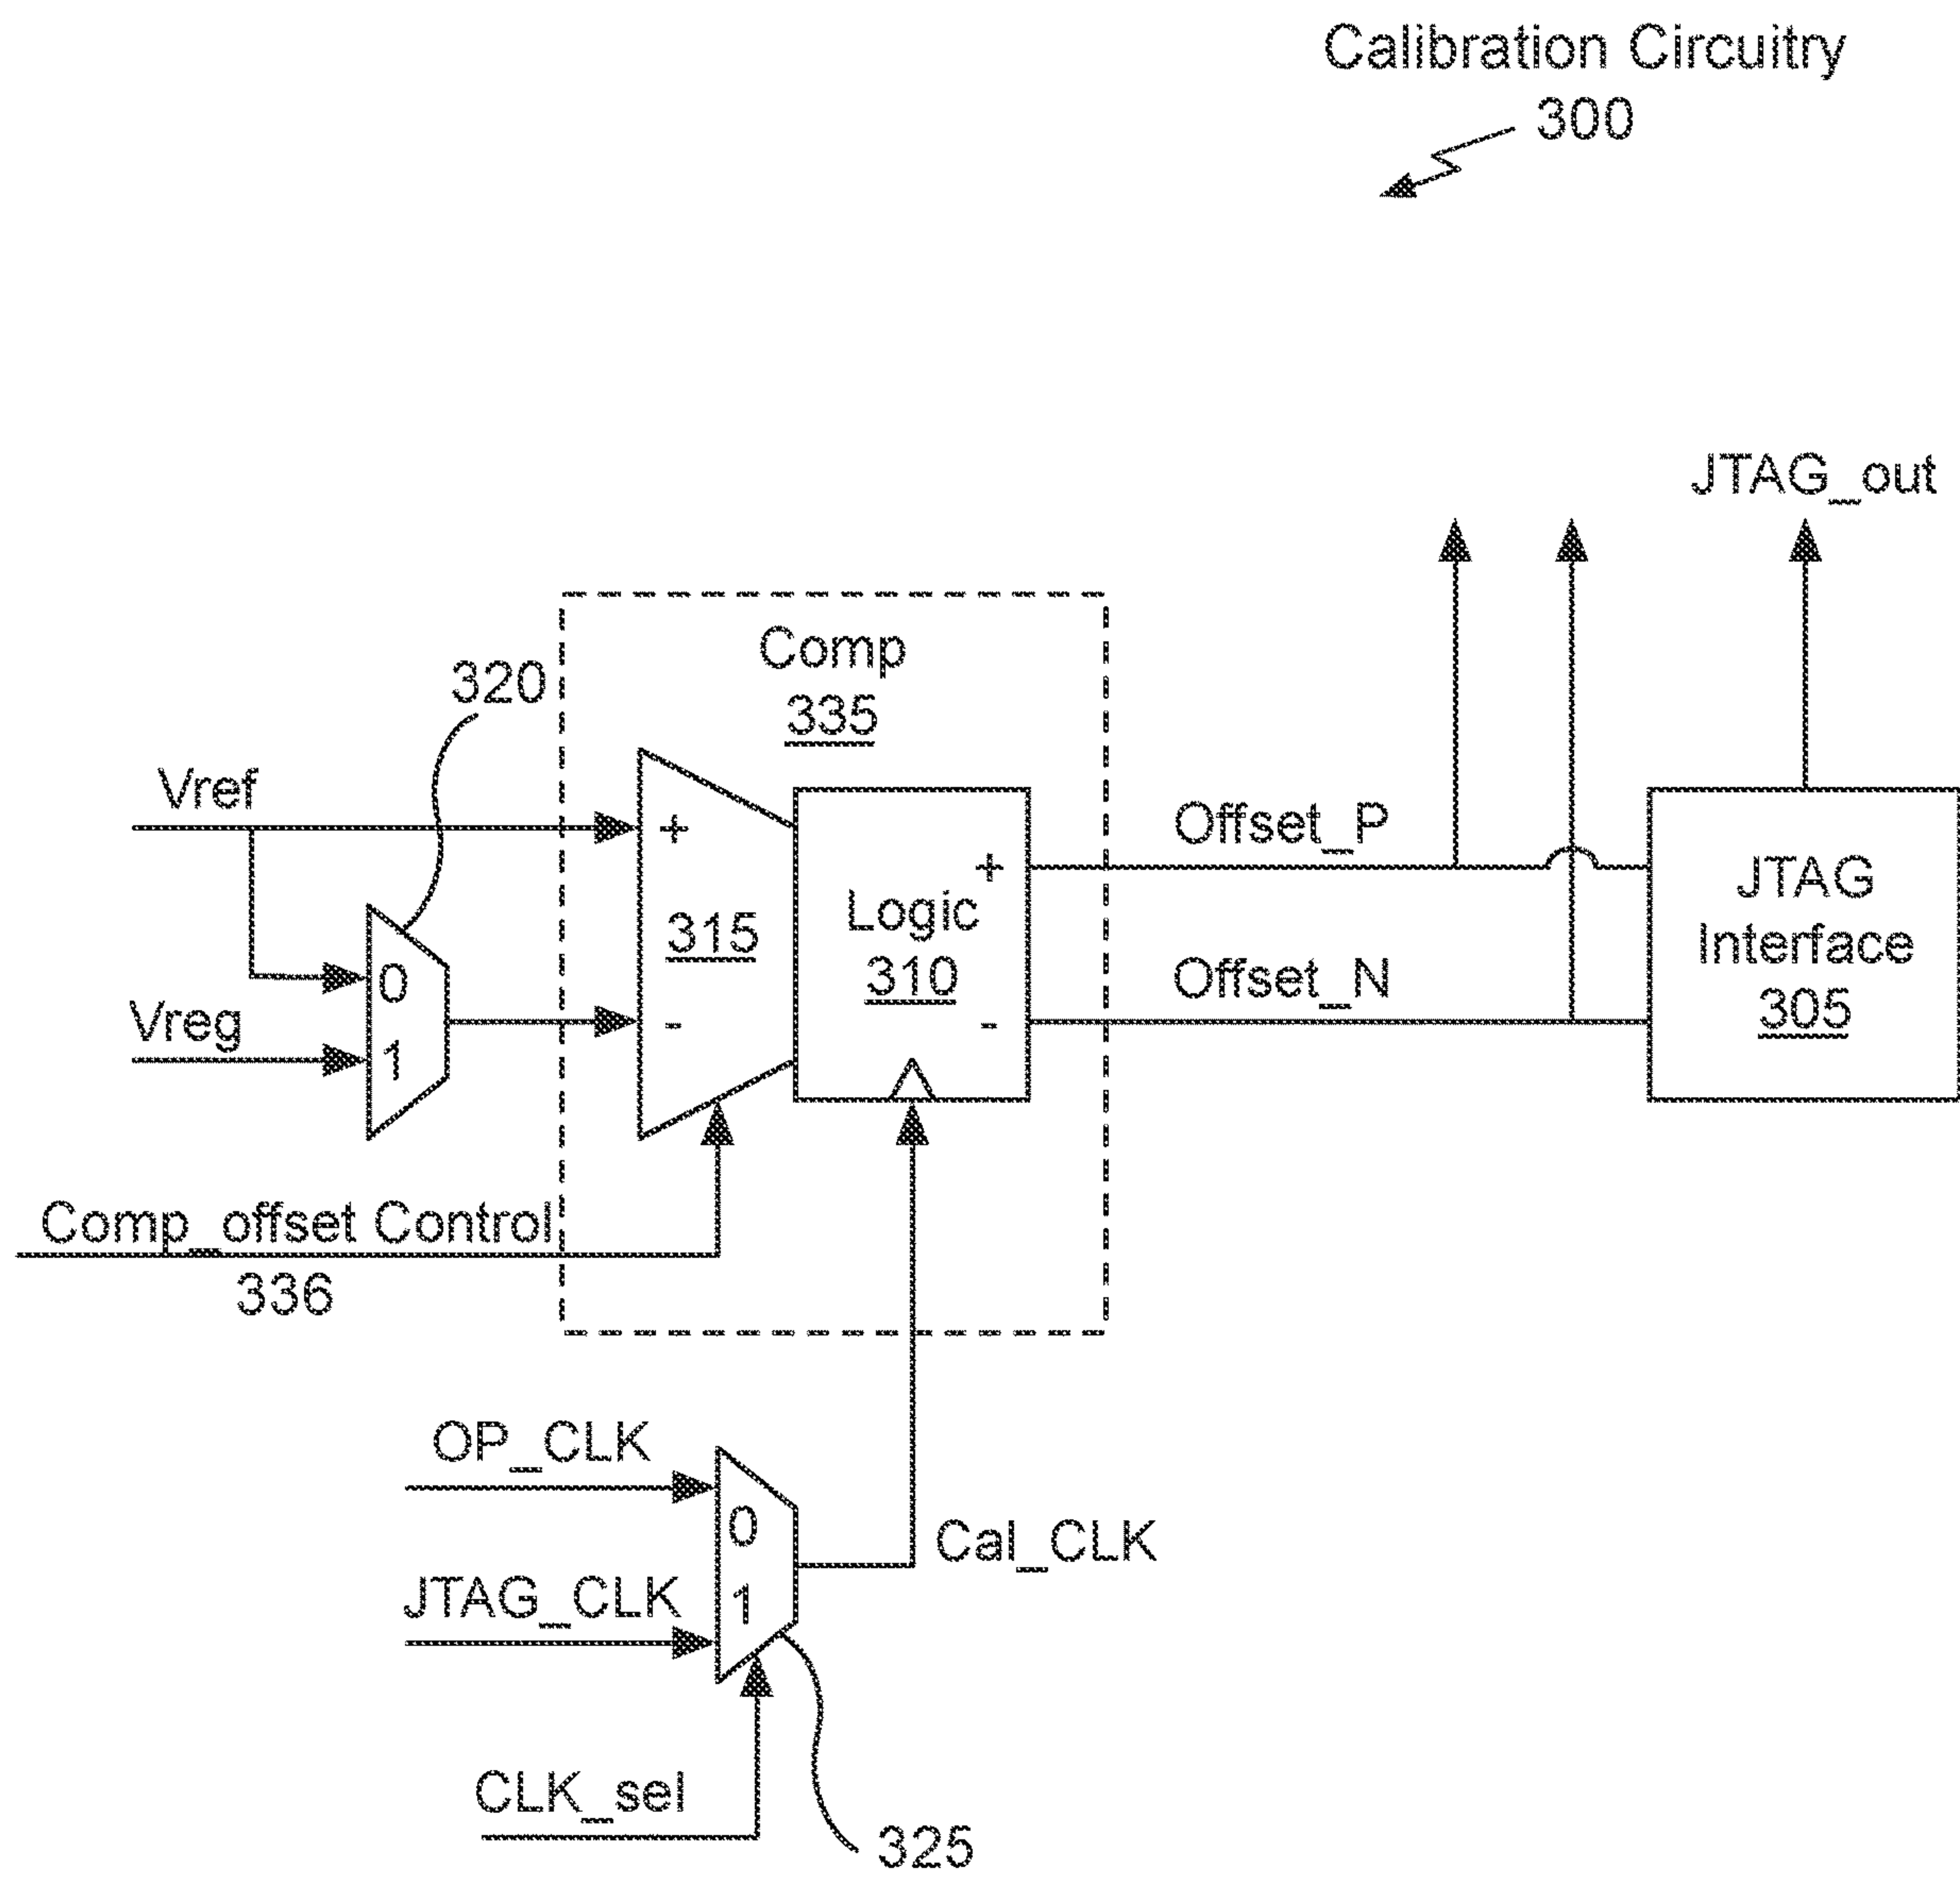 Calibration Circuitry
300
JTAG_out
Comp
335
320
Vref
+
315
-
Logic
310
+
-
Offset_P
Offset_N
JTAG
Interface
305
0
1
Vreg
Comp_offset Control
336
OP_CLK
0
1
JTAG_CLK
Cal_CLK
CLK_sel
325